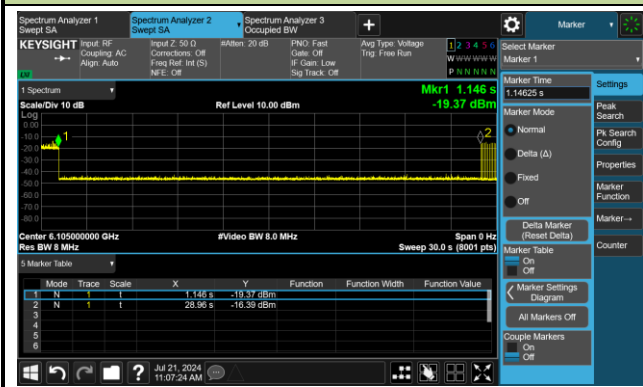 Spectrum Analyzer 1
Swept SA
Spectrum Analyzer 2
Swept SA
Spectrum Analyzer 3
Occupied BW
+
Marker
KEYSIGHT
Input: RF
Coupling: AC
Align: Auto
Input Z: 50 Ω
Corrections: Off
Freq Ref: Int (S)
NFE: Off
#Atten: 20 dB
PNO: Fast
Gate: Off
IF Gain: Low
Sig Track: Off
Avg Type: Voltage
Trig: Free Run
1 2 3 4 5 6
W W W W W W
P N N N N N
LXI
Select Marker
Marker 1
1 Spectrum
Mkr1 1.146 s
Scale/Div 10 dB
Ref Level 10.00 dBm
-19.37 dBm
Log
0.00
-10.0
-20.0
-30.0
-40.0
-50.0
-60.0
-70.0
-80.0
1
2
Center 6.105000000 GHz
#Video BW 8.0 MHz
Span 0 Hz
Res BW 8 MHz
Sweep 30.0 s (8001 pts)
5 Marker Table
Mode Trace Scale X Y Function Function Width Function Value
1 N 1 t 1.146 s -19.37 dBm
2 N 1 t 28.96 s -16.39 dBm
3
4
5
6
Marker Time
1.14625 s
Marker Mode
Normal
Delta (Δ)
Fixed
Off
Delta Marker
(Reset Delta)
Marker Table
On
Off
Marker Settings
Diagram
All Markers Off
Couple Markers
On
Off
Settings
Peak
Search
Pk Search
Config
Properties
Marker
Function
Marker→
Counter
?
Jul 21, 2024
11:07:24 AM